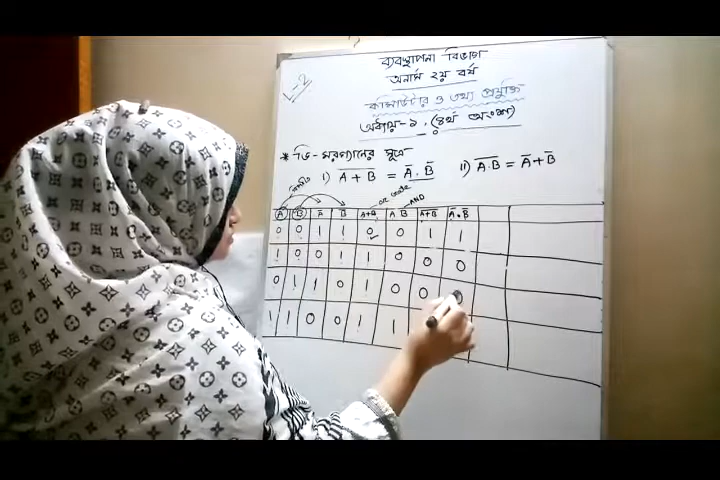 L-2
ব্যবস্থাপনা বিভাগ
অনার্স ২য় বর্ষ
কম্পিউটার ও তথ্য প্রযুক্তি
অধ্যায়-১, (৪র্থ অংশ)
* ডি-মরগ্যানের সূত্র
i) A̅+̅B̅ = A̅ . B̅ ii) A̅.̅B̅ = A̅ + B̅
OR Gate AND
A B A̅ B̅ A+B A B A̅+̅B̅ A̅ . B̅
0 0 1 1 0 0 1 1
1 0 0 1 1 0 0 0
0 1 1 0 1 0 0 0
1 1 0 0 1 1